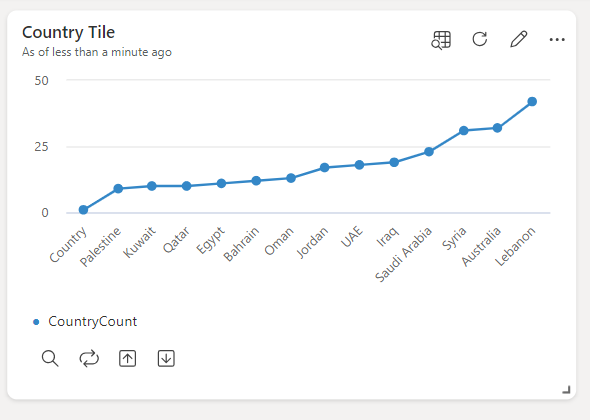 Country Tile
As of less than a minute ago
50
25
0
Country
Palestine
Kuwait
Qatar
Egypt
Bahrain
Oman
Jordan
UAE
Iraq
Saudi Arabia
Syria
Australia
Lebanon
CountryCount